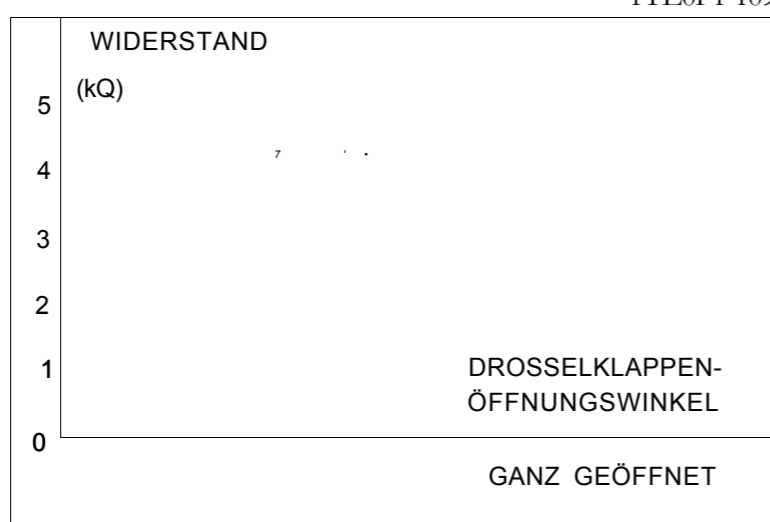 WIDERSTAND
(kQ)
5
4
3
2
1
0
DROSSELKLAPPEN-
ÖFFNUNGSWINKEL
GANZ GEÖFFNET